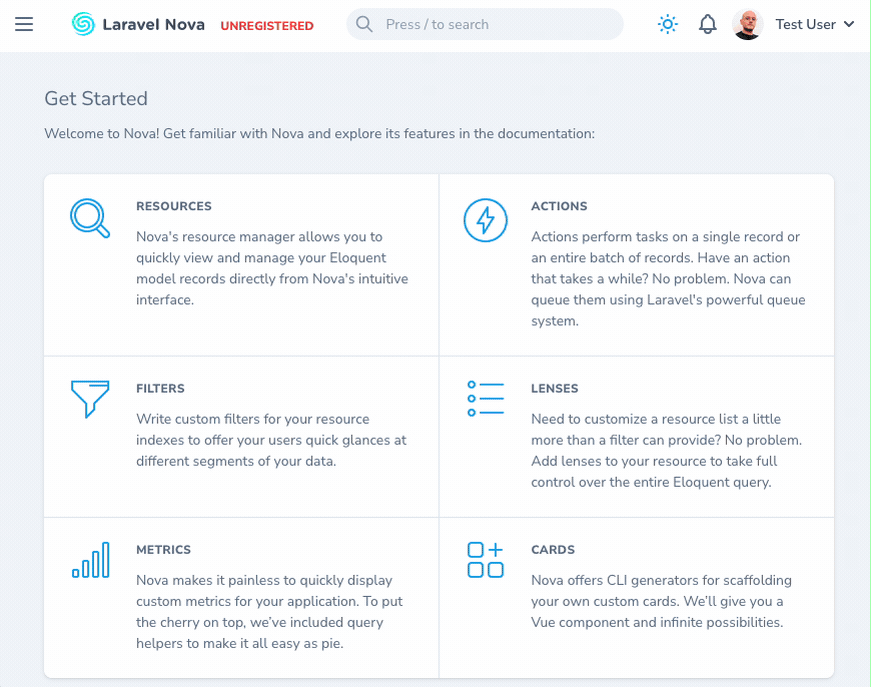 Laravel Nova UNREGISTERED Press / to search Test User
Get Started
Welcome to Nova! Get familiar with Nova and explore its features in the documentation:
RESOURCES
Nova's resource manager allows you to
quickly view and manage your Eloquent
model records directly from Nova's intuitive
interface.
ACTIONS
Actions perform tasks on a single record or
an entire batch of records. Have an action
that takes a while? No problem. Nova can
queue them using Laravel's powerful queue
system.
FILTERS
Write custom filters for your resource
indexes to offer your users quick glances at
different segments of your data.
LENSES
Need to customize a resource list a little
more than a filter can provide? No problem.
Add lenses to your resource to take full
control over the entire Eloquent query.
METRICS
Nova makes it painless to quickly display
custom metrics for your application. To put
the cherry on top, we’ve included query
helpers to make it all easy as pie.
CARDS
Nova offers CLI generators for scaffolding
your own custom cards. We’ll give you a
Vue component and infinite possibilities.